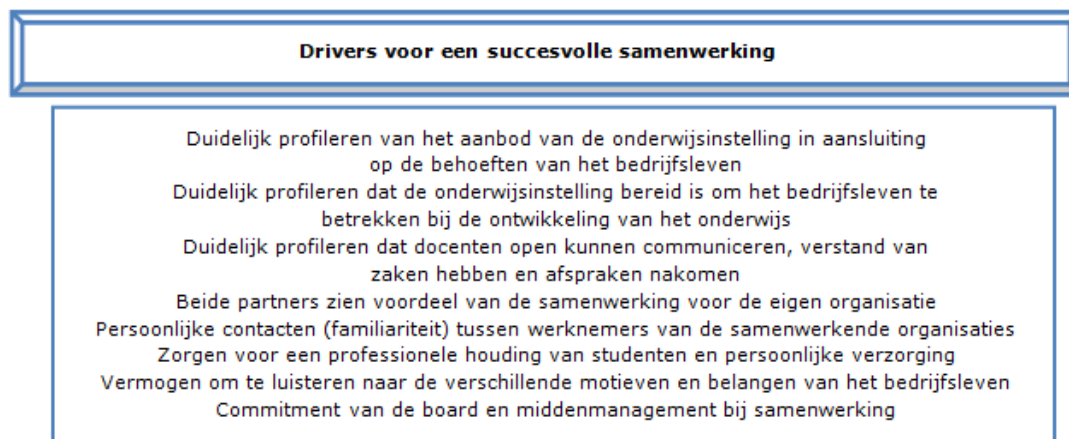 Drivers voor een succesvolle samenwerking
Duidelijk profileren van het aanbod van de onderwijsinstelling in aansluiting
op de behoeften van het bedrijfsleven
Duidelijk profileren dat de onderwijsinstelling bereid is om het bedrijfsleven te
betrekken bij de ontwikkeling van het onderwijs
Duidelijk profileren dat docenten open kunnen communiceren, verstand van
zaken hebben en afspraken nakomen
Beide partners zien voordeel van de samenwerking voor de eigen organisatie
Persoonlijke contacten (familiariteit) tussen werknemers van de samenwerkende organisaties
Zorgen voor een professionele houding van studenten en persoonlijke verzorging
Vermogen om te luisteren naar de verschillende motieven en belangen van het bedrijfsleven
Commitment van de board en middenmanagement bij samenwerking